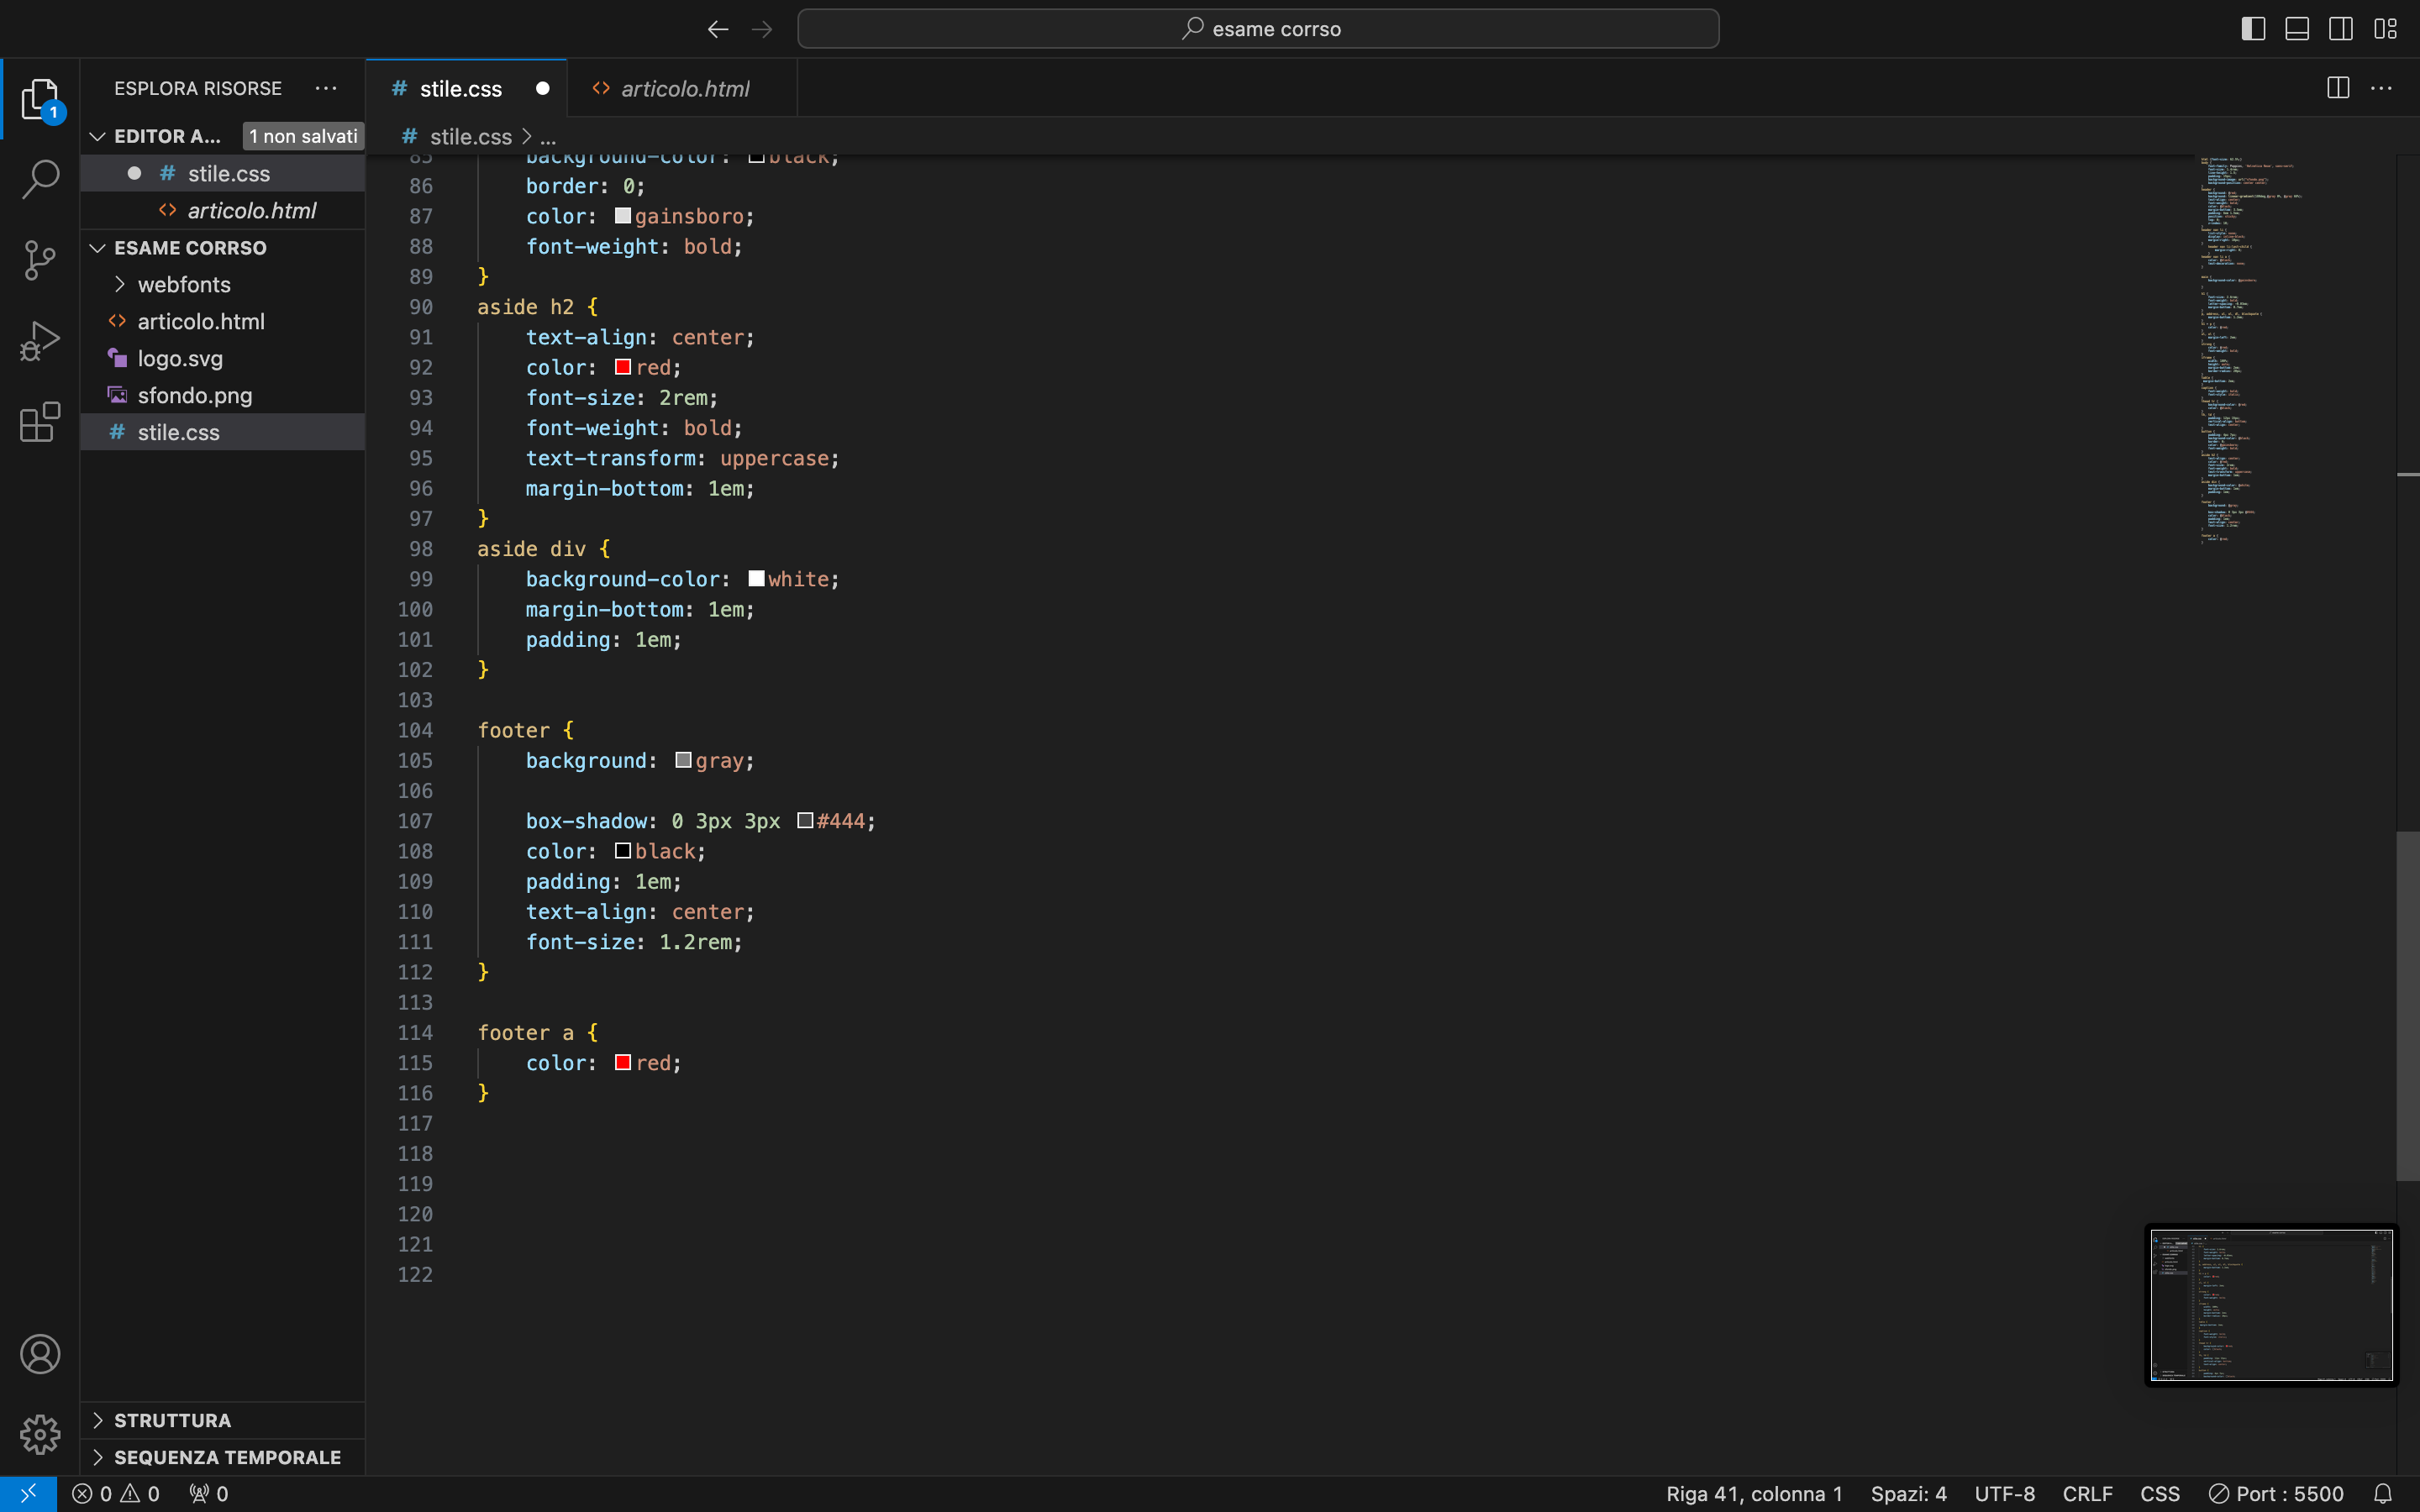 esame corrso
ESPLORA RISORSE
# stile.css
<> articolo.html
EDITOR A... 1 non salvati
# stile.css
<> articolo.html
ESAME CORRSO
webfonts
<> articolo.html
logo.svg
sfondo.png
# stile.css
STRUTTURA
SEQUENZA TEMPORALE
# stile.css > ...
85 background-color: black;
86 border: 0;
87 color: gainsboro;
88 font-weight: bold;
89 }
90 aside h2 {
91 text-align: center;
92 color: red;
93 font-size: 2rem;
94 font-weight: bold;
95 text-transform: uppercase;
96 margin-bottom: 1em;
97 }
98 aside div {
99 background-color: white;
100 margin-bottom: 1em;
101 padding: 1em;
102 }
103
104 footer {
105 background: gray;
106
107 box-shadow: 0 3px 3px #444;
108 color: black;
109 padding: 1em;
110 text-align: center;
111 font-size: 1.2rem;
112 }
113
114 footer a {
115 color: red;
116 }
117
118
119
120
121
122
1
0 0 0
Riga 41, colonna 1 Spazi: 4 UTF-8 CRLF CSS Port : 5500